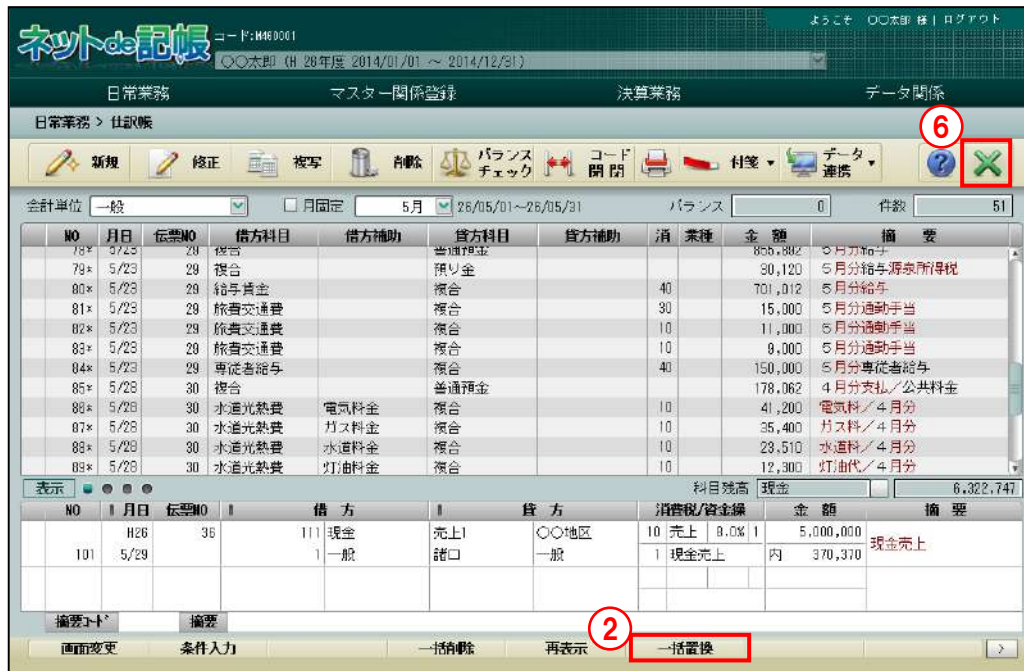 ようこそ 〇〇太郎 様 | ログアウト
ネットde記帳 コード:M460001
〇〇太郎 (H 26年度 2014/01/01 ～ 2014/12/31)
日常業務 マスター関係登録 決算業務 データ関係
日常業務 > 仕訳帳
⑥
新規 修正 複写 削除 バランスチェック コード開閉 付箋 データ連携
会計単位 一般 月固定 5月 26/05/01～26/05/31 バランス 0 件数 51
NO 月日 伝票NO 借方科目 借方補助 貸方科目 貸方補助 消 業種 金 額 摘 要
78* 5/23 29 複合 普通預金 855,892 5月分給与
79* 5/23 29 複合 預り金 30,120 5月分給与源泉所得税
80* 5/23 29 給与賃金 複合 40 701,012 5月分給与
81* 5/23 29 旅費交通費 複合 30 15,000 5月分通勤手当
82* 5/23 29 旅費交通費 複合 10 11,000 5月分通勤手当
83* 5/23 29 旅費交通費 複合 10 9,000 5月分通勤手当
84* 5/23 29 専従者給与 複合 40 150,000 5月分専従者給与
85* 5/28 30 複合 普通預金 178,062 4月分支払／公共料金
86* 5/28 30 水道光熱費 電気料金 複合 10 41,200 電気料／4月分
87* 5/28 30 水道光熱費 ガス料金 複合 10 35,400 ガス料／4月分
88* 5/28 30 水道光熱費 水道料金 複合 10 23,510 水道料／4月分
89* 5/28 30 水道光熱費 灯油料金 複合 10 12,300 灯油代／4月分
表示 科目残高 現金 6,322,747
NO 月日 伝票NO 借 方 貸 方 消費税/資金繰 金 額 摘 要
H26 36 111 現金 売上1 〇〇地区 10 売上 8.0% 1 5,000,000 現金売上
101 5/29 1 一般 諸口 一般 1 現金売上 内 370,370
摘要コード 摘要
②
画面変更 条件入力 一括削除 再表示 一括置換